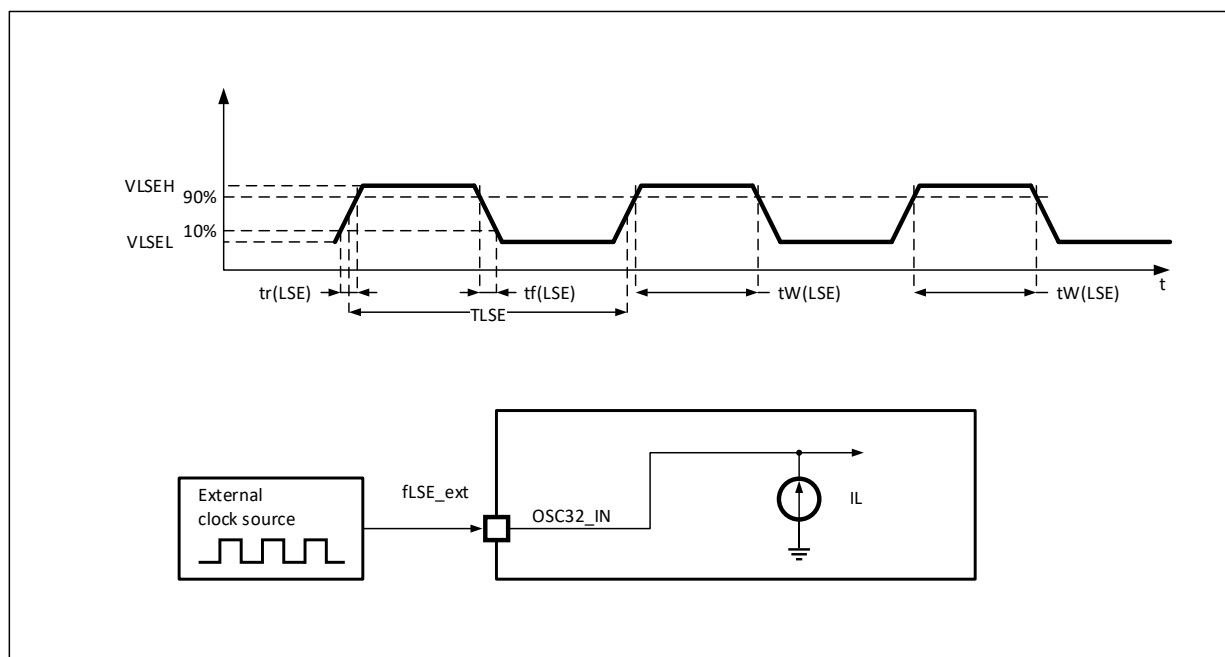 VLSEH
90%
10%
VLSEL
tr(LSE)
tf(LSE)
tW(LSE)
tW(LSE)
t
TLSE
External
clock source
fLSE_ext
OSC32_IN
IL